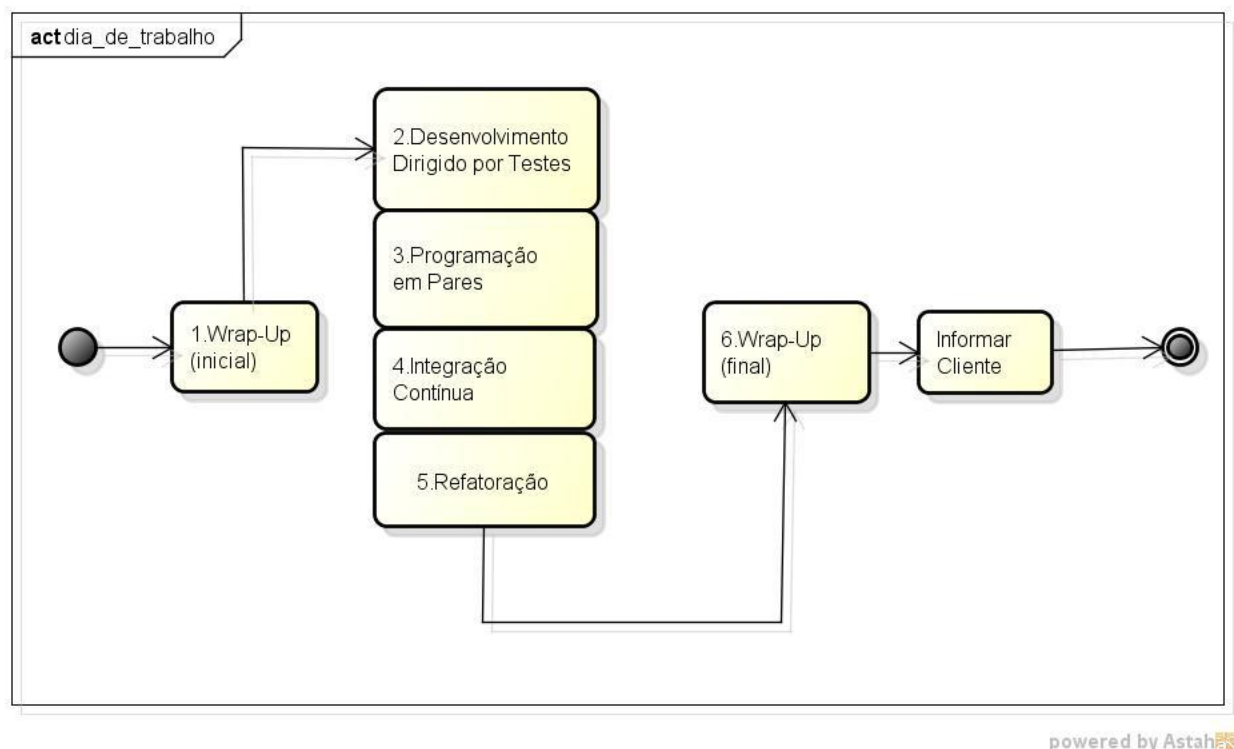 act dia_de_trabalho
2.Desenvolvimento
Dirigido por Testes
3.Programação
em Pares
1.Wrap-Up
(inicial)
4.Integração
Contínua
5.Refatoração
6.Wrap-Up
(final)
Informar
Cliente
powered by Astah